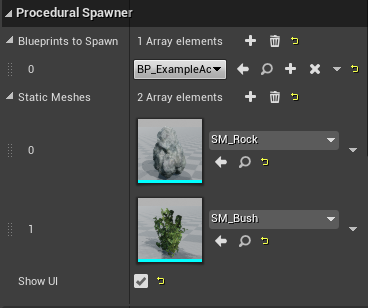 Procedural Spawner
Blueprints to Spawn 1 Array elements
0 BP_ExampleAc
Static Meshes 2 Array elements
0 SM_Rock
1 SM_Bush
Show UI